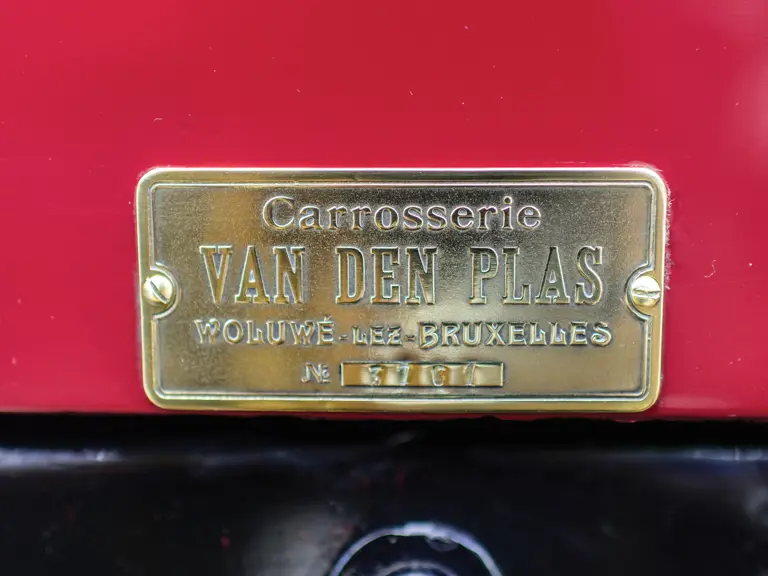 Carrosserie
VAN DEN PLAS
WOLUWÉ-LEZ-BRUXELLES
№